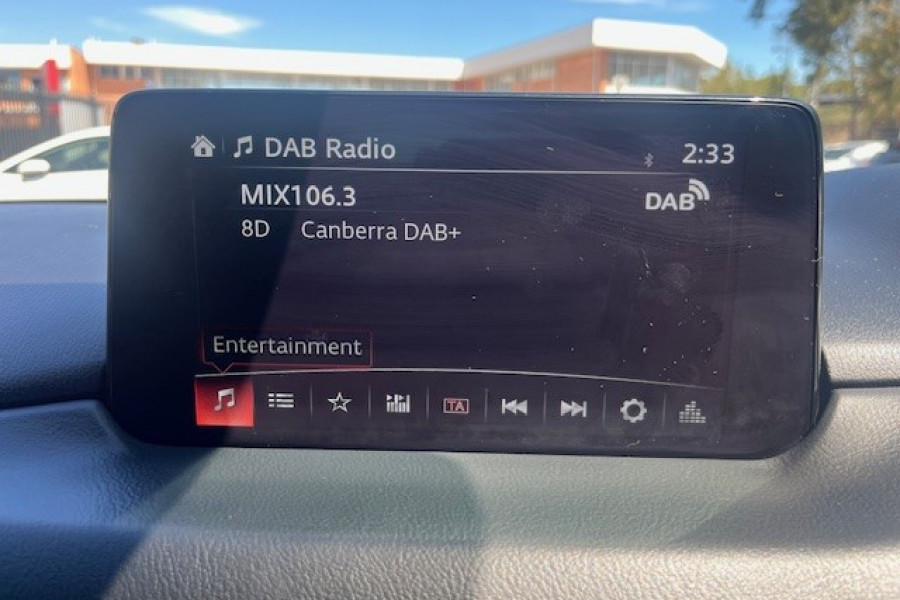 DAB Radio 2:33
MIX106.3 DAB
8D Canberra DAB+
Entertainment
TA